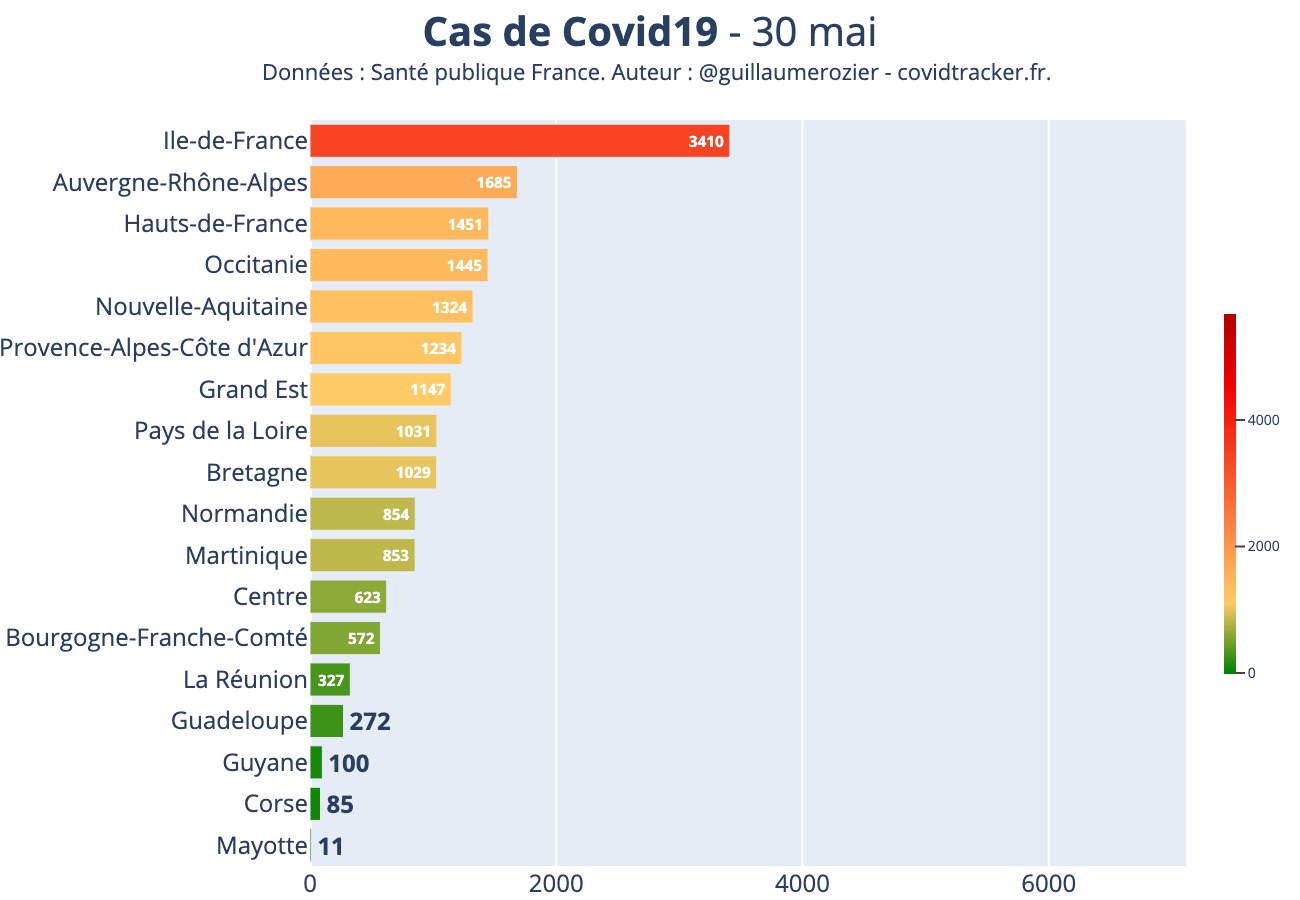 Cas de Covid19 - 30 mai
Données : Santé publique France. Auteur : @guillaumerozier - covidtracker.fr.
Ile-de-France 3410
Auvergne-Rhône-Alpes 1685
Hauts-de-France 1451
Occitanie 1445
Nouvelle-Aquitaine 1324
Provence-Alpes-Côte d'Azur 1234
Grand Est 1147
Pays de la Loire 1031
Bretagne 1029
Normandie 854
Martinique 853
Centre 623
Bourgogne-Franche-Comté 572
La Réunion 327
Guadeloupe 272
Guyane 100
Corse 85
Mayotte 11
0 2000 4000 6000
4000
2000
0